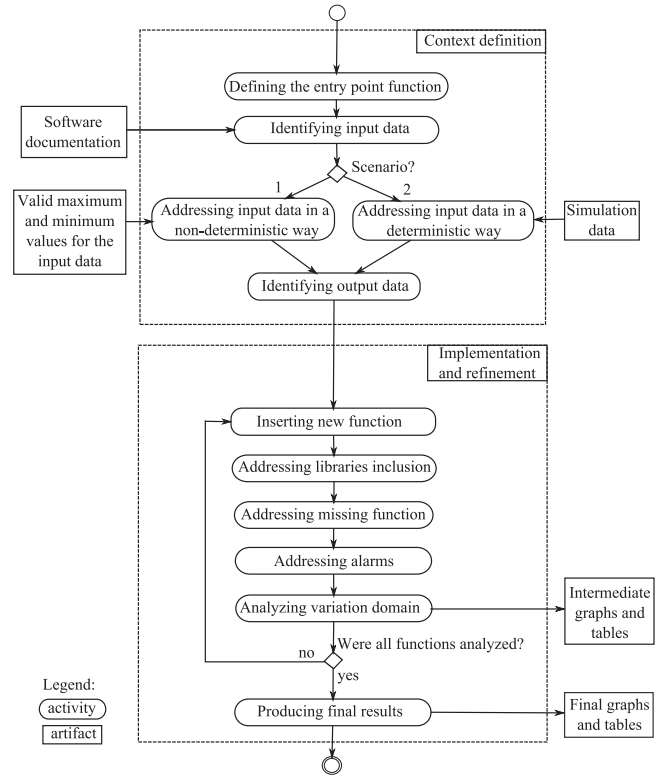 Context definition
Defining the entry point function
Software
documentation
Identifying input data
Scenario?
1
2
Valid maximum
and minimum
values for the
input data
Addressing input data in a
non-deterministic way
Addressing input data in a
deterministic way
Simulation
data
Identifying output data
Implementation
and refinement
Inserting new function
Addressing libraries inclusion
Addressing missing function
Addressing alarms
Analyzing variation domain
Intermediate
graphs and
tables
Were all functions analyzed?
no
yes
Legend:
activity
artifact
Producing final results
Final graphs
and tables